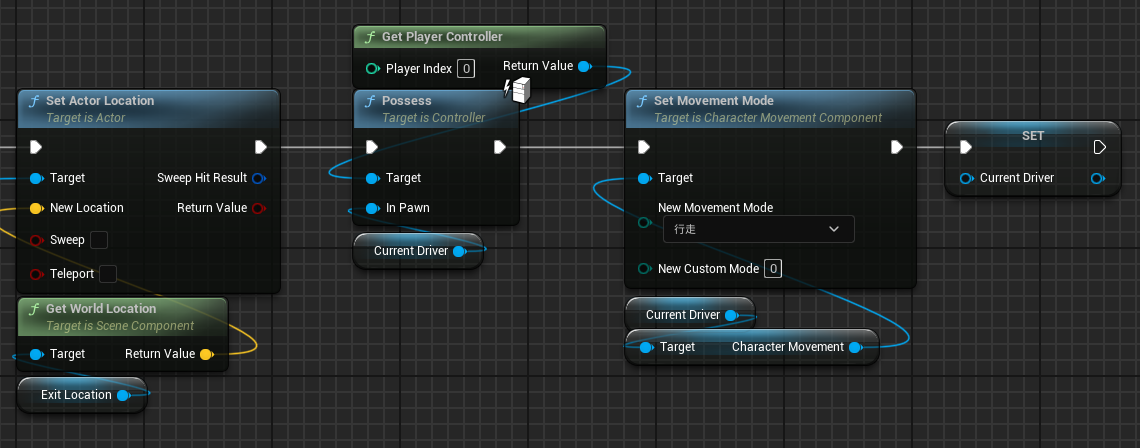 Get Player Controller
Player Index 0
Return Value
Set Actor Location
Target is Actor
Target
Sweep Hit Result
New Location
Return Value
Sweep
Teleport
Get World Location
Target is Scene Component
Target
Return Value
Exit Location
Possess
Target is Controller
Target
In Pawn
Current Driver
Set Movement Mode
Target is Character Movement Component
Target
New Movement Mode
行走
New Custom Mode 0
Current Driver
Target
Character Movement
SET
Current Driver